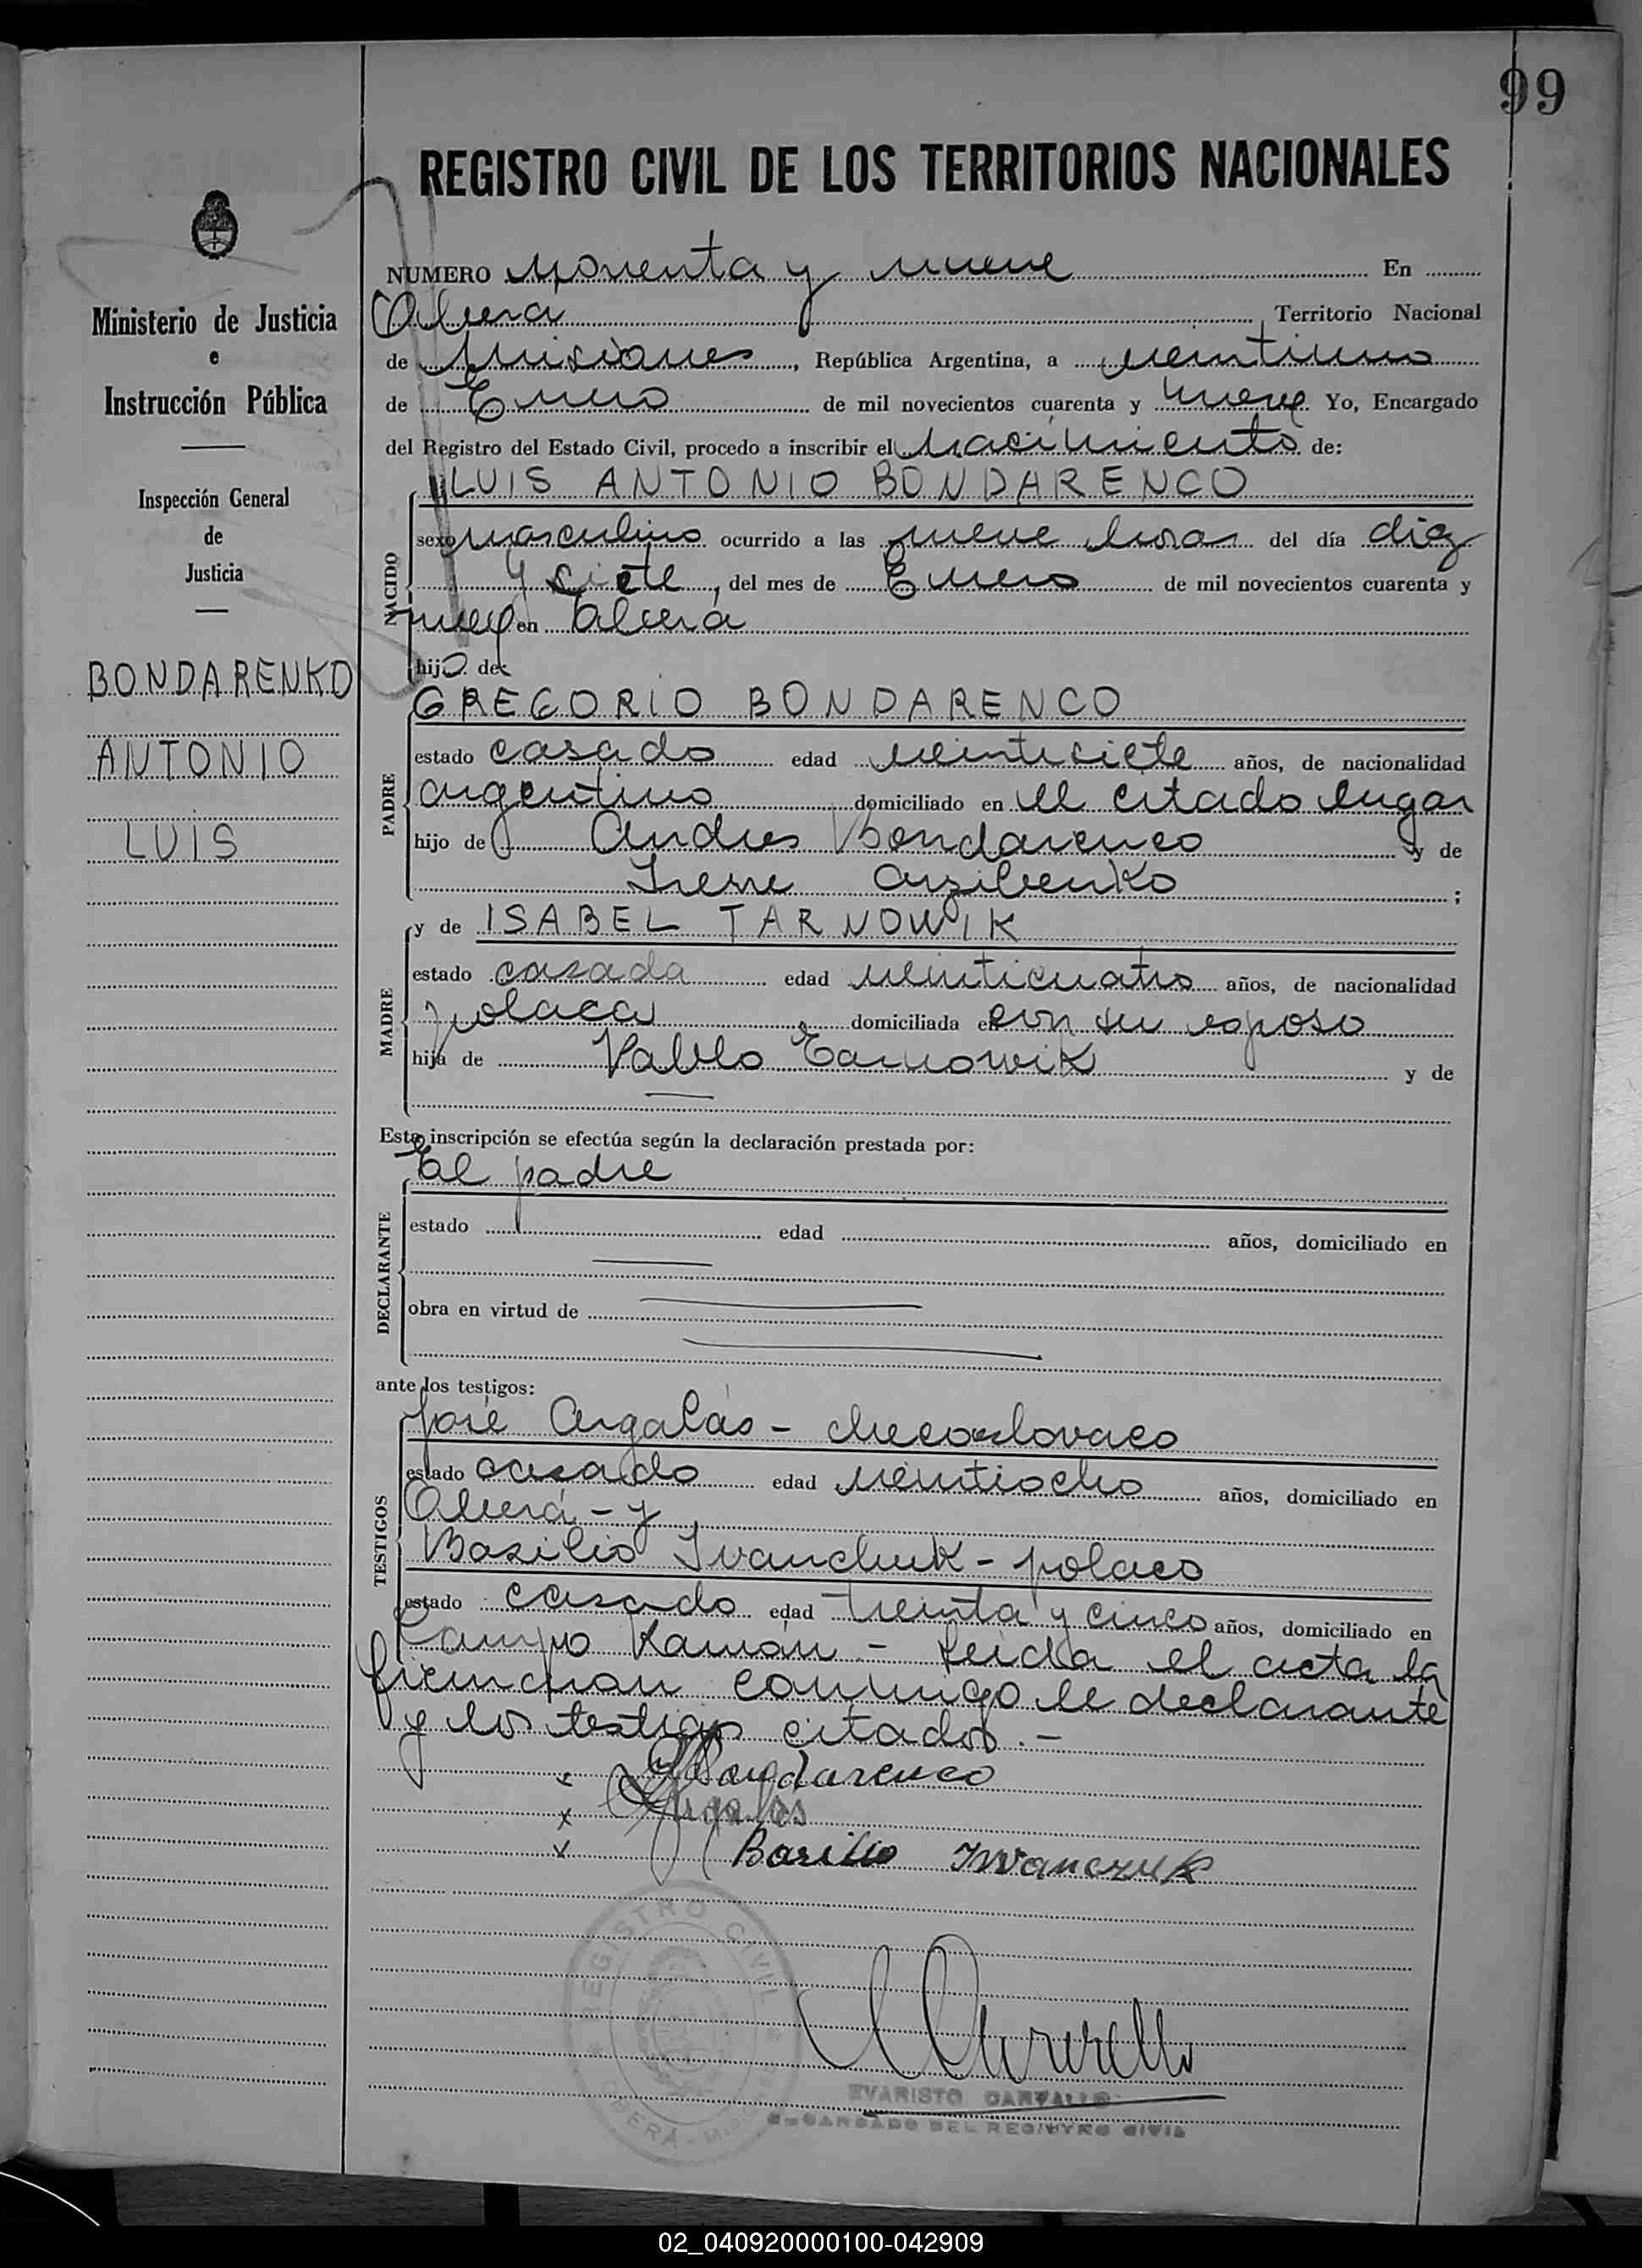 99
REGISTRO CIVIL DE LOS TERRITORIOS NACIONALES
Ministerio de Justicia
e
Instrucción Pública
Inspección General
de
Justicia
BONDARENKO
ANTONIO
LUIS
NUMERO Noventa y nueve En
Oberá Territorio Nacional
de Misiones, República Argentina, a veintiuno
de Enero de mil novecientos cuarenta y nueve Yo, Encargado
del Registro del Estado Civil, procedo a inscribir el nacimiento de:
LUIS ANTONIO BONDARENCO
NACIDO
sexo masculino ocurrido a las nueve horas del día diez
y siete, del mes de Enero de mil novecientos cuarenta y
nueve en Oberá
hijo de:
GREGORIO BONDARENCO
PADRE
estado casado edad veintisiete años, de nacionalidad
argentino domiciliado en el citado lugar
hijo de Andres Bondarenco y de
Irene ;
y de ISABEL TARNOWIK
MADRE
estado casada edad veinticuatro años, de nacionalidad
polaca domiciliada en con su esposo
hija de Pablo Tarnowik y de
Esta inscripción se efectúa según la declaración prestada por:
El padre
DECLARANTE
estado edad años, domiciliado en
obra en virtud de
ante los testigos:
TESTIGOS
José Argalás - checoslovaco
estado casado edad veintiocho años, domiciliado en
Oberá - y
Basilio Ivanchuk - polaco
estado casado edad treinta y cinco años, domiciliado en
Campo Ramón - Leida el acta la
firmaron conmigo el declarante
y los testigos citados. -
x GBondarenco
x Argalás
x Basilio Iwanczuk
REGISTRO CIVIL
OBERÁ - MISIONES
EVARISTO CARVALLO
ENCARGADO DEL REGISTRO CIVIL
02_040920000100-042909